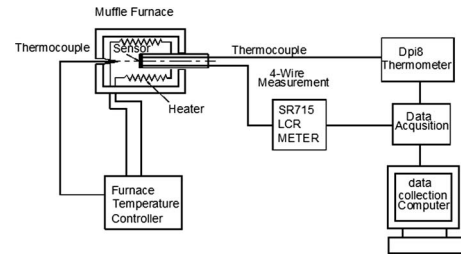 Muffle Furnace
Thermocouple
Sensor
Thermocouple
Dpi8
Thermometer
4-Wire
Measurement
Heater
SR715
LCR
METER
Data
Acqusition
Furnace
Temperature
Controller
data
collection
Computer